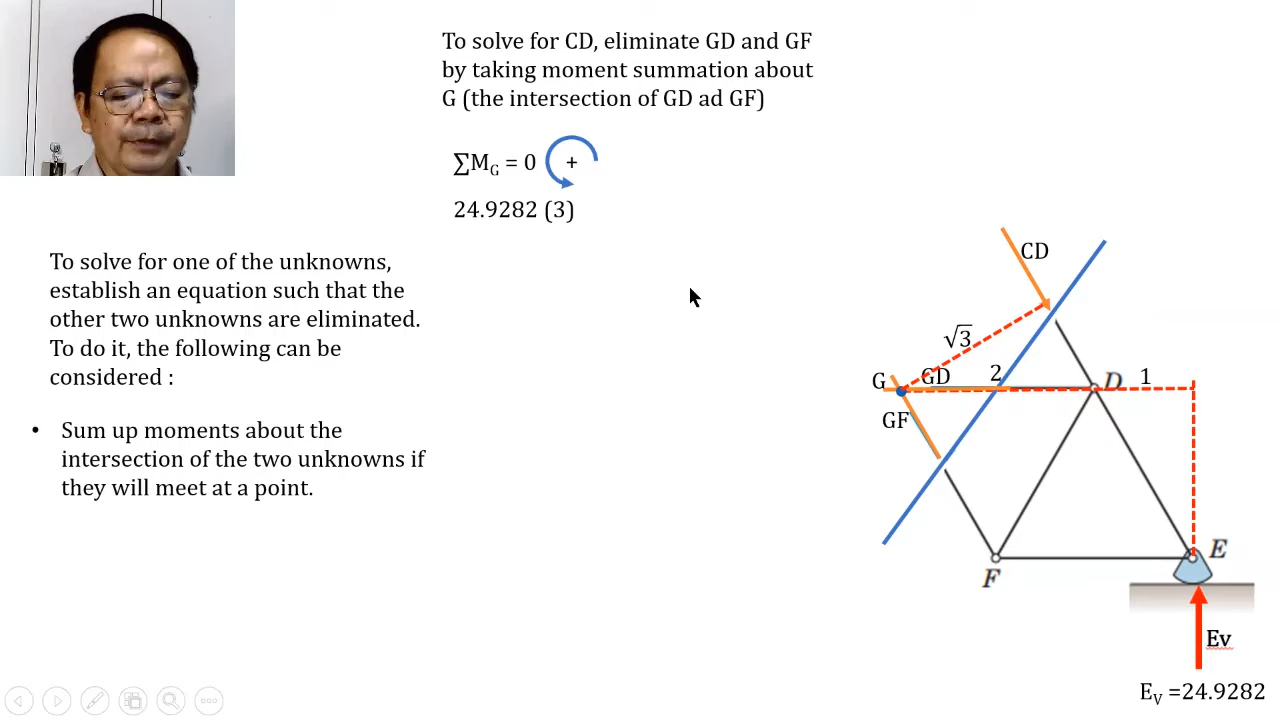 To solve for CD, eliminate GD and GF
by taking moment summation about
G (the intersection of GD ad GF)
∑M_G = 0 +
24.9282 (3)
To solve for one of the unknowns,
establish an equation such that the
other two unknowns are eliminated.
To do it, the following can be
considered :
• Sum up moments about the
intersection of the two unknowns if
they will meet at a point.
CD
√3
G GD 2 D 1
GF
E
F
Ev
E_V =24.9282